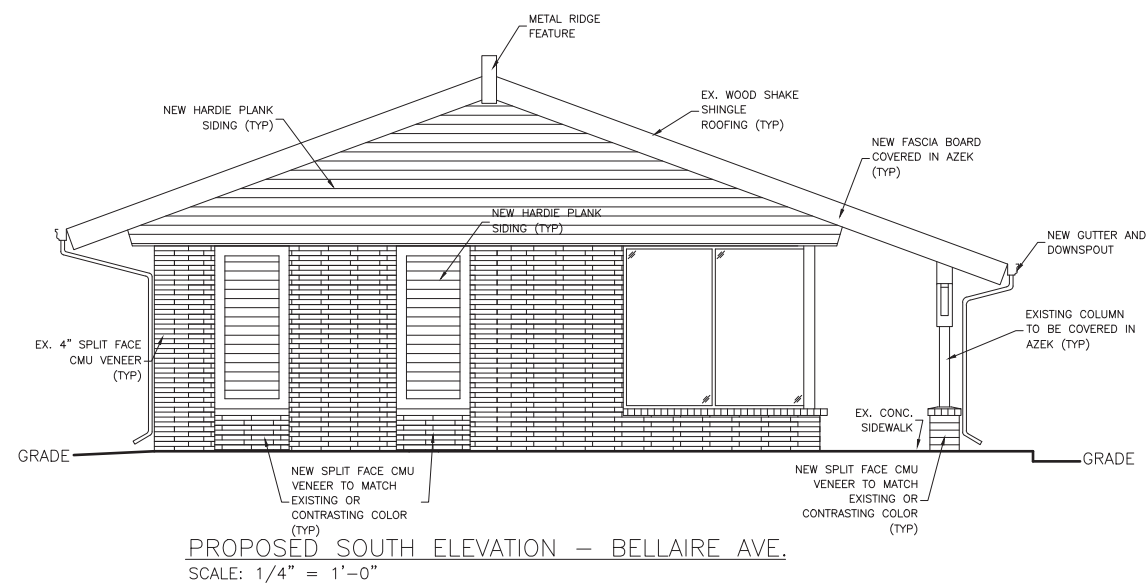 METAL RIDGE
FEATURE
NEW HARDIE PLANK
SIDING (TYP)
EX. WOOD SHAKE
SHINGLE
ROOFING (TYP)
NEW FASCIA BOARD
COVERED IN AZEK
(TYP)
NEW HARDIE PLANK
SIDING (TYP)
NEW GUTTER AND
DOWNSPOUT
EX. 4" SPLIT FACE
CMU VENEER
(TYP)
EXISTING COLUMN
TO BE COVERED IN
AZEK (TYP)
EX. CONC.
SIDEWALK
GRADE
GRADE
NEW SPLIT FACE CMU
VENEER TO MATCH
EXISTING OR
CONTRASTING COLOR
(TYP)
NEW SPLIT FACE CMU
VENEER TO MATCH
EXISTING OR
CONTRASTING COLOR
(TYP)
PROPOSED SOUTH ELEVATION – BELLAIRE AVE.
SCALE: 1/4" = 1'–0"